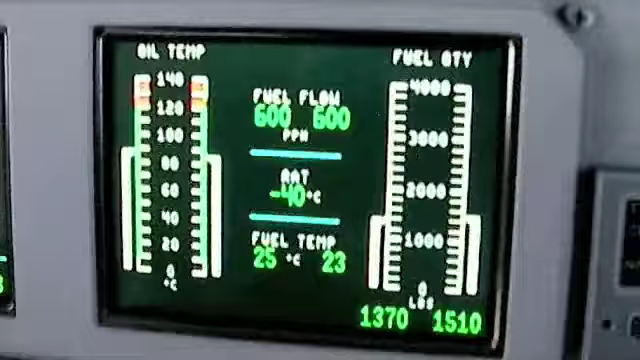 OIL TEMP
140
120
100
80
60
40
20
0
°C
FUEL FLOW
600 600
PPH
RAT
-40°C
FUEL TEMP
25 °C 23
FUEL QTY
4000
3000
2000
1000
0
LBS
1370 1510